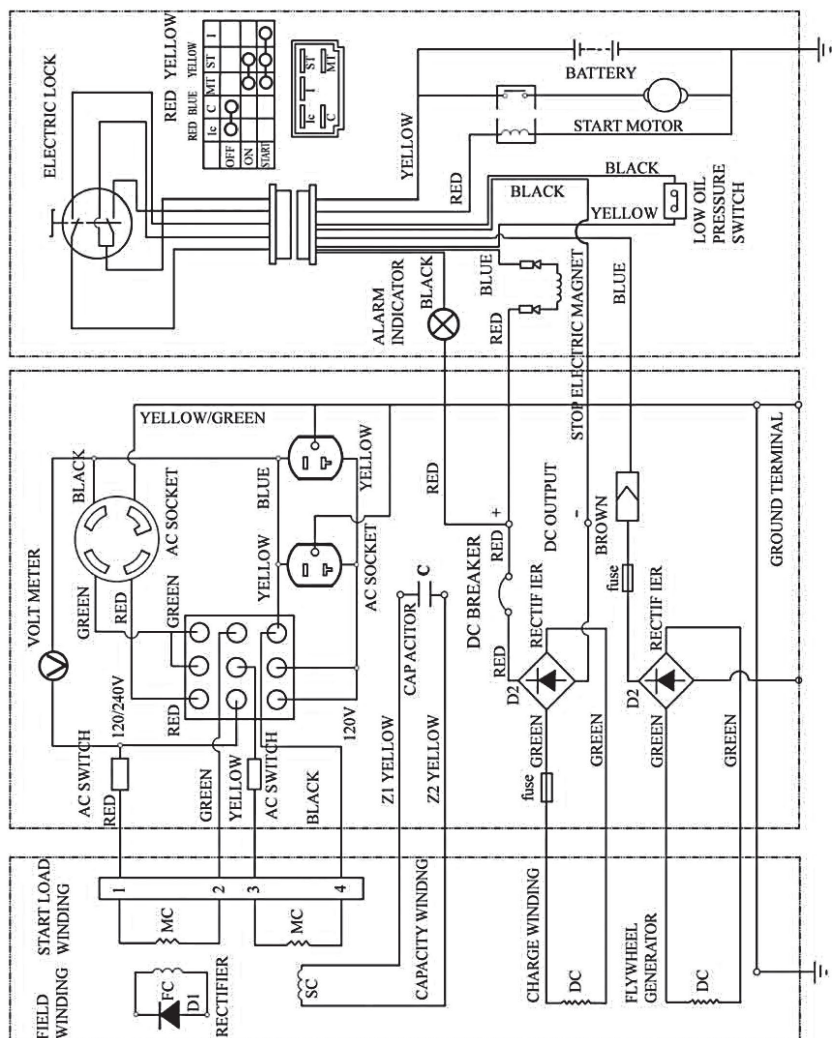 ELECTRIC LOCK
RED YELLOW
RED BLUE YELLOW
Ic C MT ST I
OFF
ON
START
ST MT
I
Ic C
BATTERY
START MOTOR
YELLOW
RED
BLACK
BLACK
YELLOW
LOW OIL
PRESSURE
SWITCH
ALARM
INDICATOR
BLACK
BLUE
RED
STOP ELECTRIC MAGNET
BLUE
YELLOW/GREEN
BLACK
AC SOCKET
BLUE
YELLOW
VOLT METER
GREEN
RED
GREEN
YELLOW
AC SOCKET
RED
120/240V
120V
RED
+
RED
DC OUTPUT
-
BROWN
GROUND TERMINAL
C
CAPACITOR
DC BREAKER
RED
RECTIF IER
fuse
RECTIF IER
D2
D2
AC SWITCH
RED
GREEN
YELLOW
AC SWITCH
BLACK
Z1 YELLOW
Z2 YELLOW
GREEN
fuse
GREEN
GREEN
GREEN
START LOAD
WINDING
1 2 3 4
MC
MC
FIELD
WINDING
FC
D1
RECTIFIER
SC
CAPACITY WINDNG
CHARGE WINDING
DC
FLYWHEEL
GENERATOR
DC
V